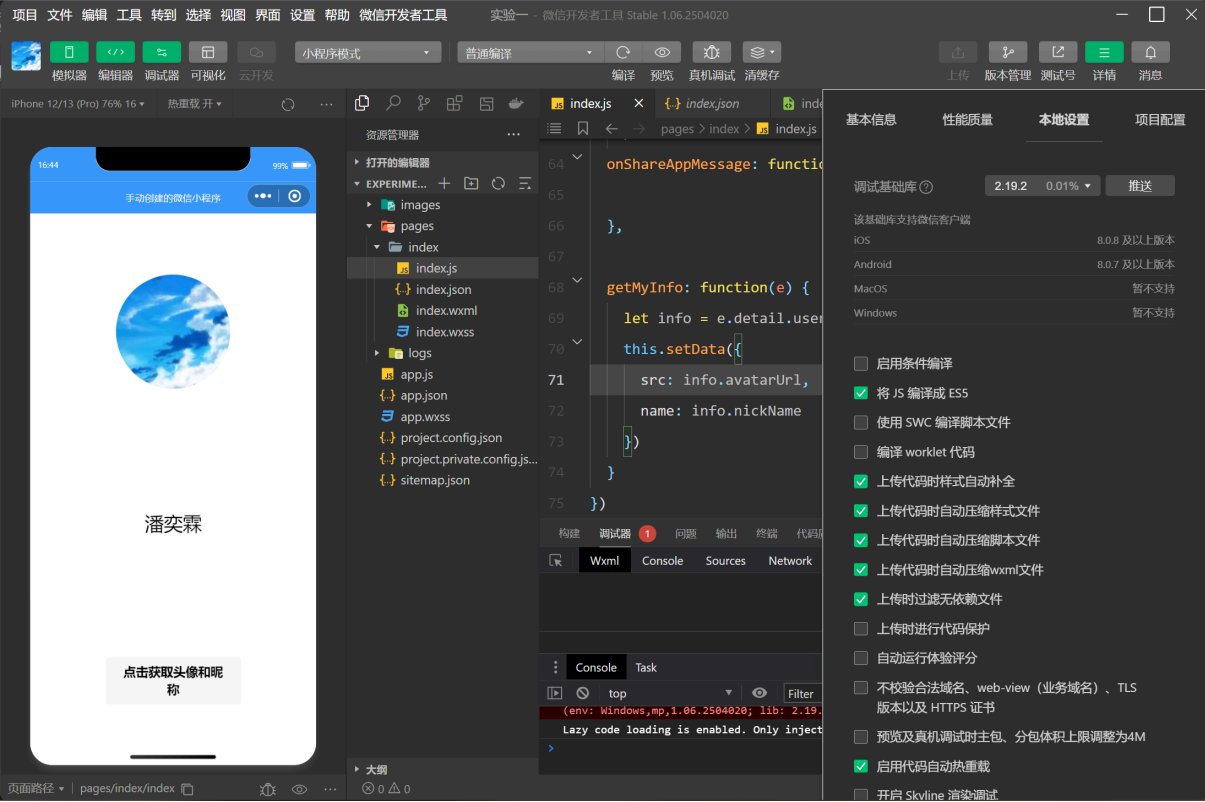 项目 文件 编辑 工具 转到 选择 视图 界面 设置 帮助 微信开发者工具 实验一 - 微信开发者工具 Stable 1.06.2504020
小程序模式 普通编译
模拟器 编辑器 调试器 可视化 云开发 编译 预览 真机调试 清缓存 上传 版本管理 测试号 详情 消息
iPhone 12/13 (Pro) 76% 16 热重载 开
16:44 99%
手动创建的微信小程序
潘奕霖
点击获取头像和昵
称
页面路径 pages/index/index
资源管理器
打开的编辑器
EXPERIME...
images
pages
index
index.js
index.json
index.wxml
index.wxss
logs
app.js
app.json
app.wxss
project.config.json
project.private.config.js...
sitemap.json
大纲
0 0
index.js index.json inde
pages > index > index.js
64 onShareAppMessage: functio
65
66 },
67
68 getMyInfo: function(e) {
69 let info = e.detail.user
70 this.setData({
71 src: info.avatarUrl,
72 name: info.nickName
73 })
74 }
75 })
构建 调试器 1 问题 输出 终端 代码
Wxml Console Sources Network
Console Task
top Filter
(env: Windows,mp,1.06.2504020; lib: 2.19.
Lazy code loading is enabled. Only inject
>
基本信息 性能质量 本地设置 项目配置
调试基础库 ? 2.19.2 0.01% 推送
该基础库支持微信客户端
iOS 8.0.8 及以上版本
Android 8.0.7 及以上版本
MacOS 暂不支持
Windows 暂不支持
启用条件编译
将 JS 编译成 ES5
使用 SWC 编译脚本文件
编译 worklet 代码
上传代码时样式自动补全
上传代码时自动压缩样式文件
上传代码时自动压缩脚本文件
上传代码时自动压缩wxml文件
上传时过滤无依赖文件
上传时进行代码保护
自动运行体验评分
不校验合法域名、web-view（业务域名）、TLS
版本以及 HTTPS 证书
预览及真机调试时主包、分包体积上限调整为4M
启用代码自动热重载
开启 Skyline 渲染调试